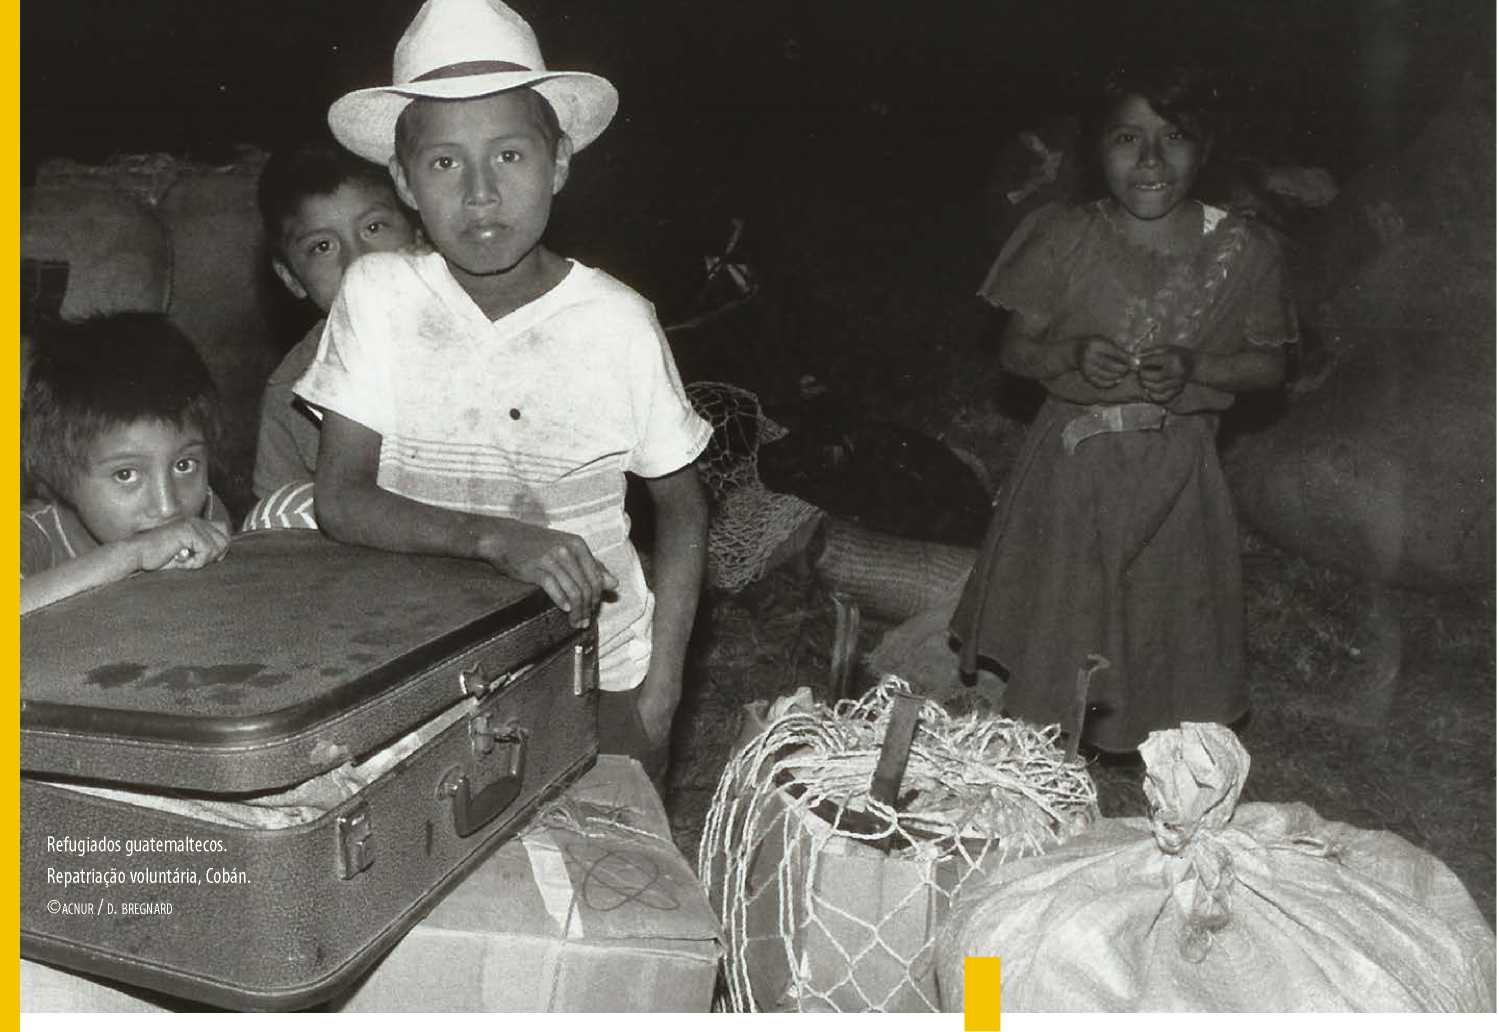 Refugiados guatemaltecos.
Repatriação voluntária, Cobán.
©ACNUR / D. BREGNARD